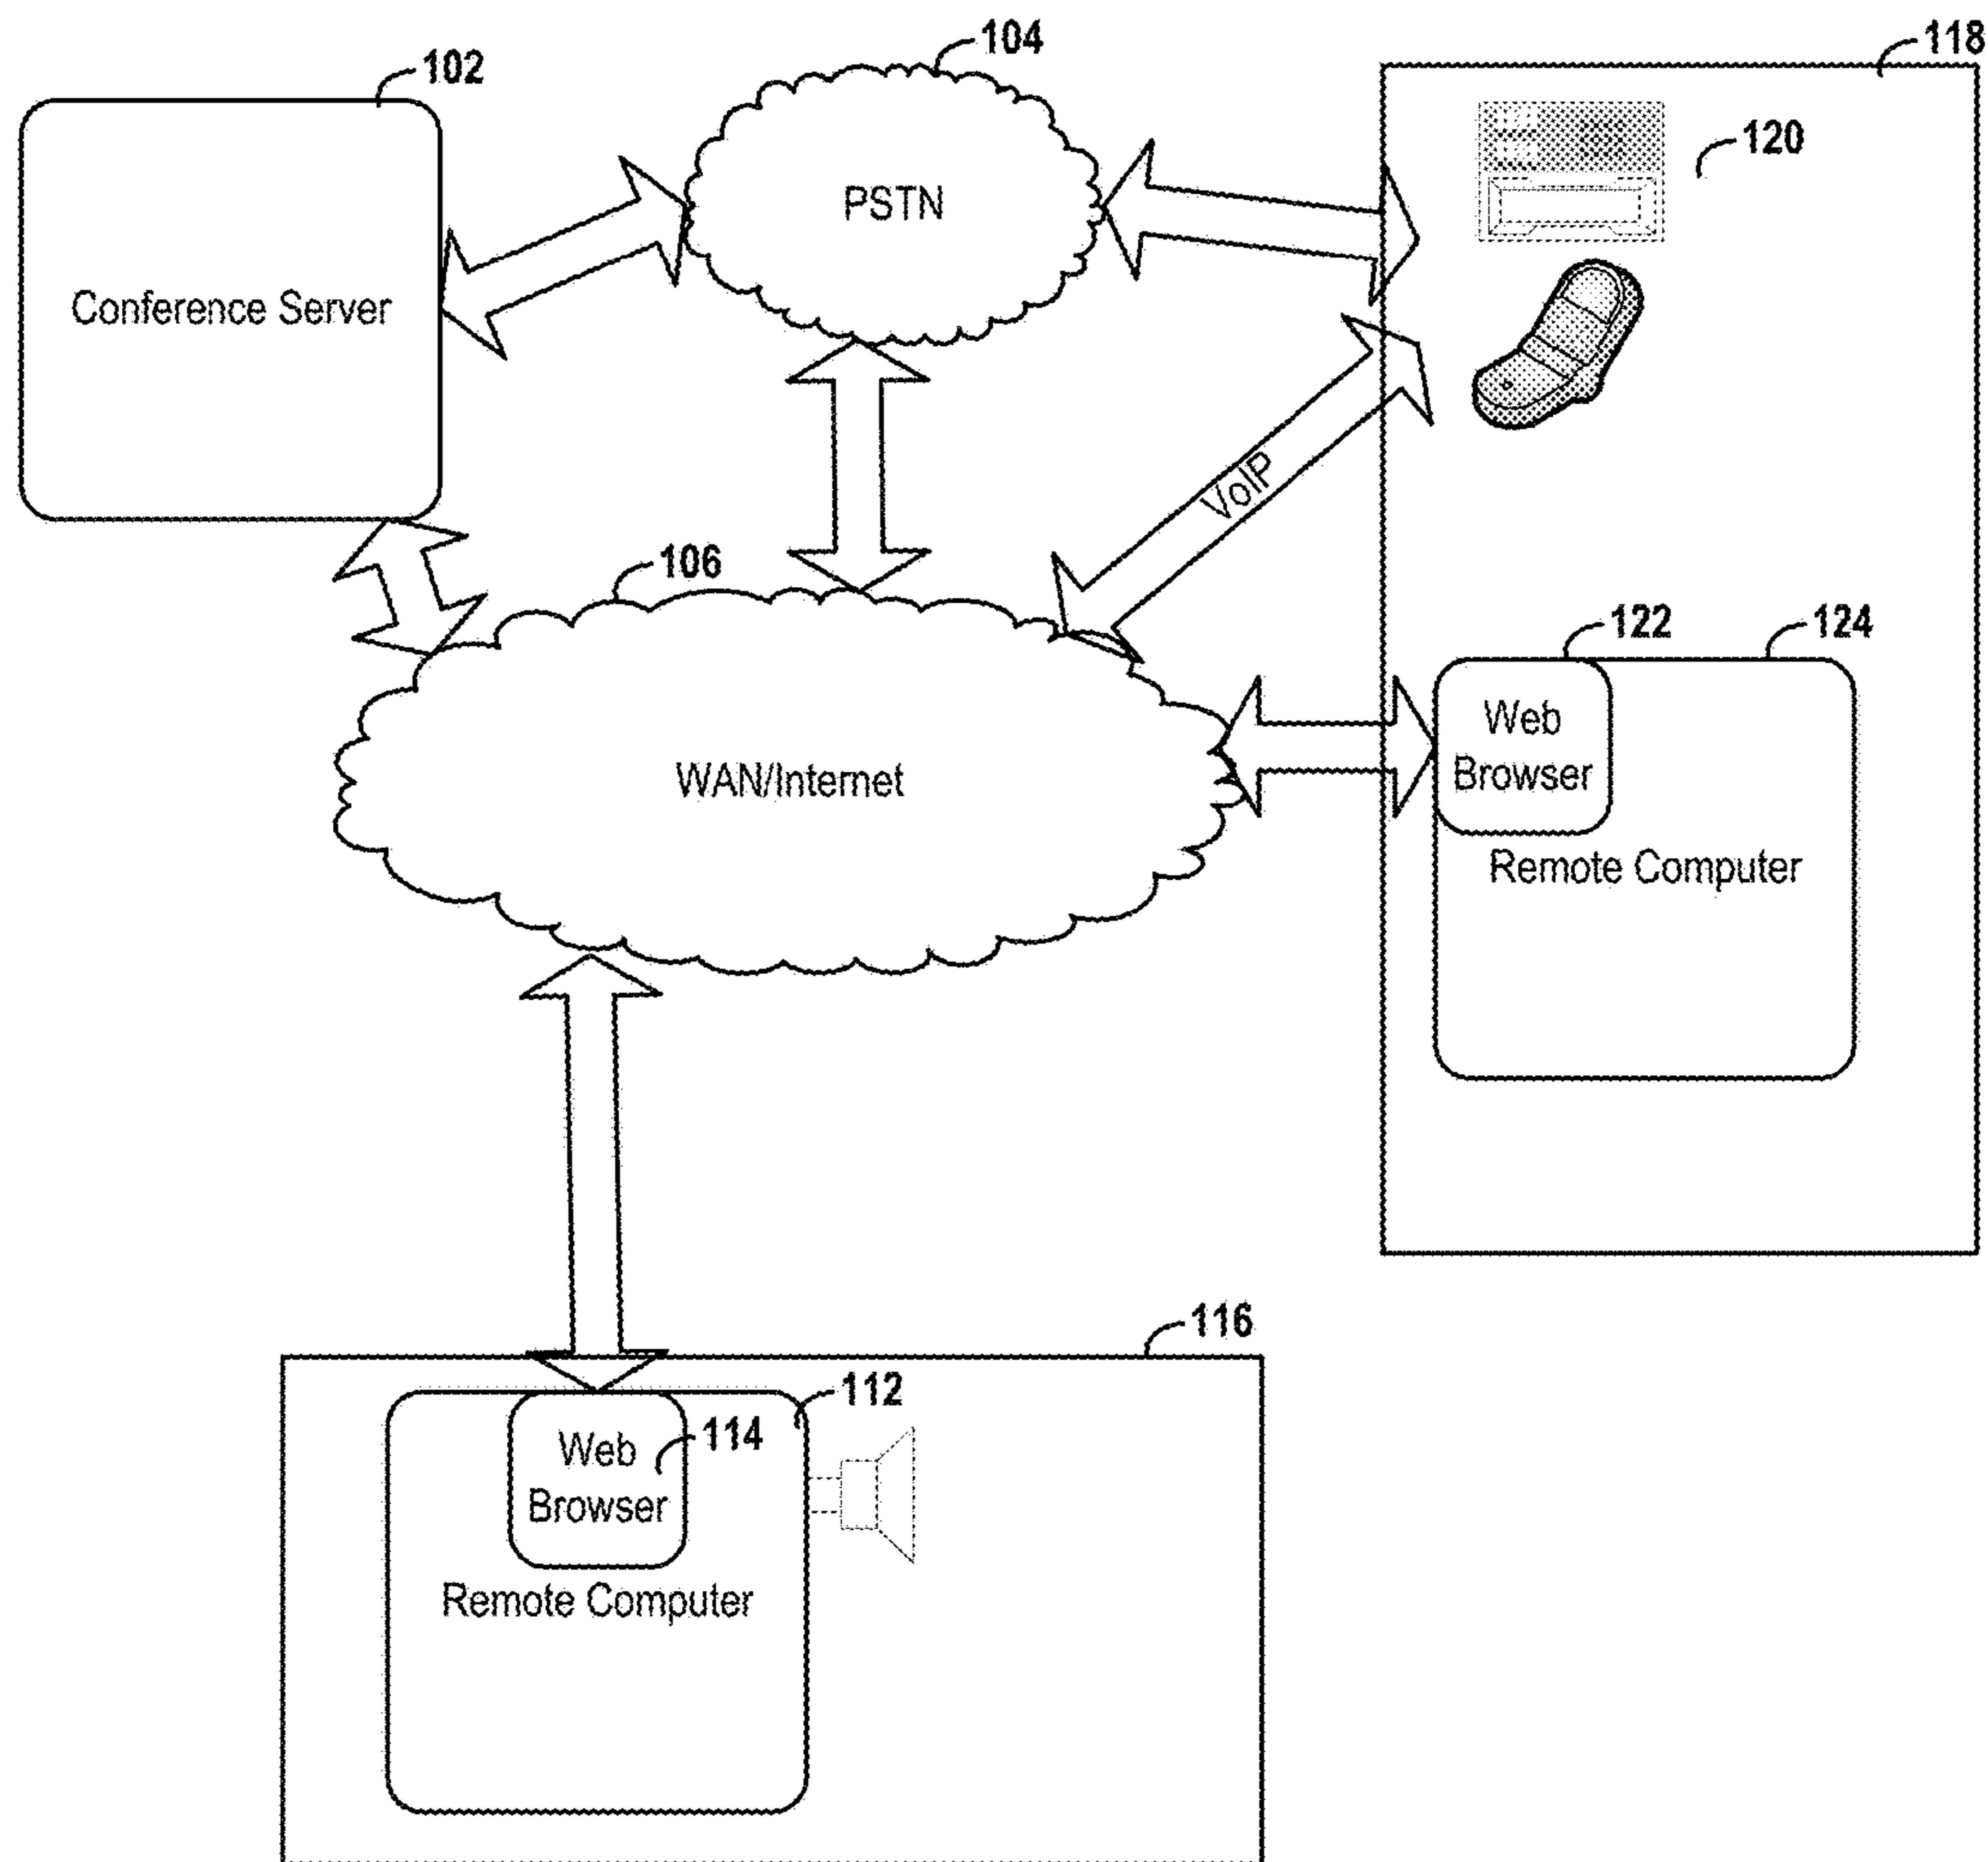 102
104
118
120
Conference Server
PSTN
VoIP
106
122
124
Web
Browser
WAN/Internet
Remote Computer
116
112
114
Web
Browser
Remote Computer